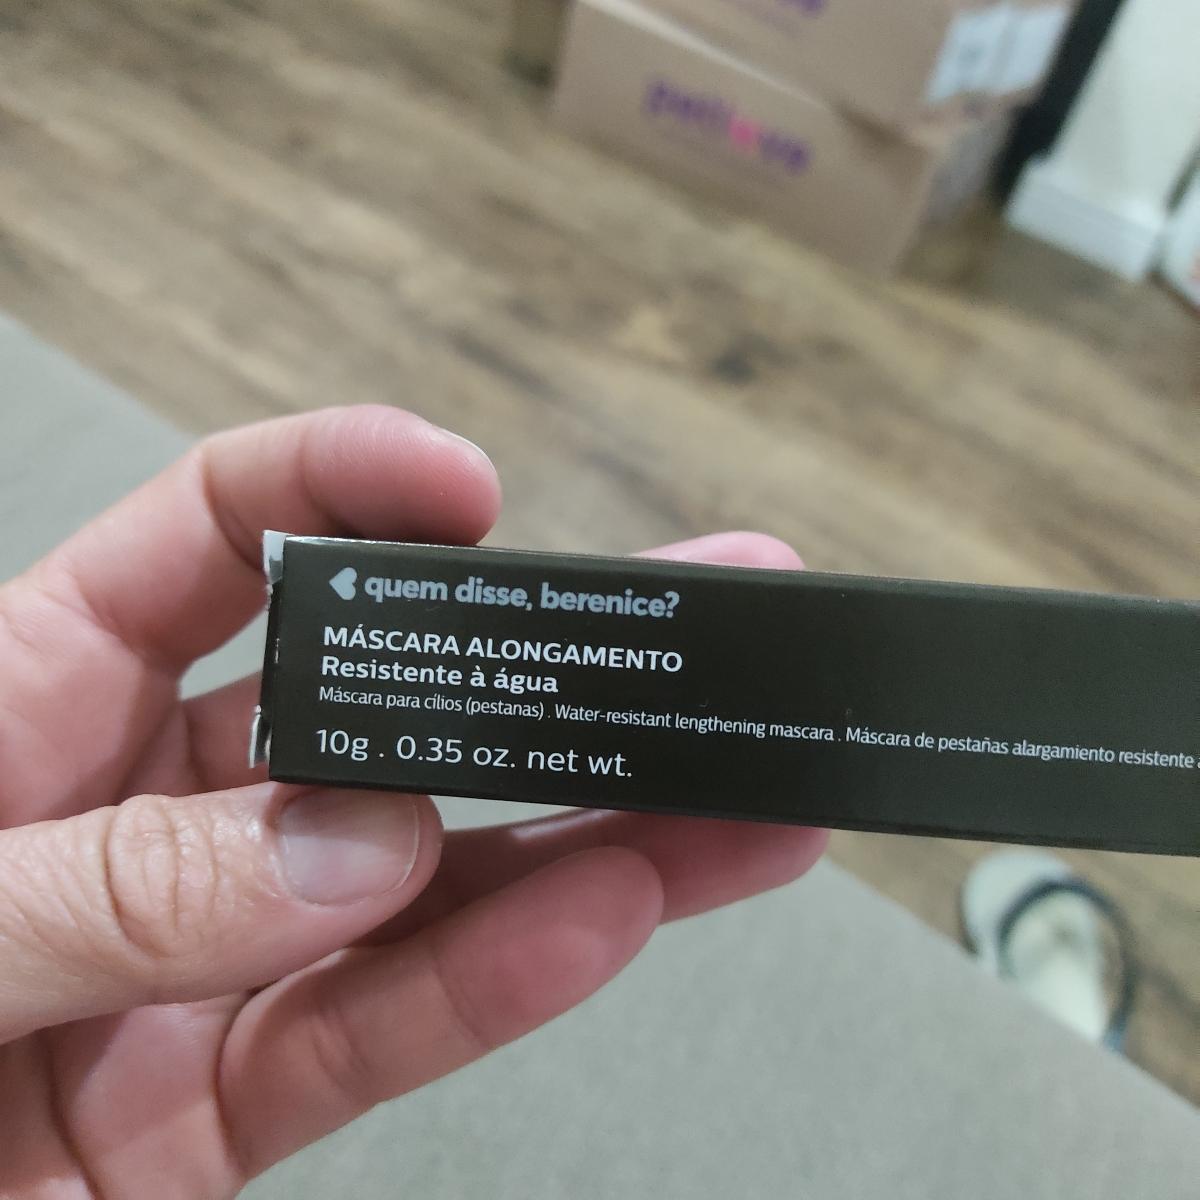 petlove
quem disse, berenice?
MÁSCARA ALONGAMENTO
Resistente à água
Máscara para cílios (pestanas) . Water-resistant lengthening mascara . Máscara de pestañas alargamiento resistente
10g . 0.35 oz. net wt.